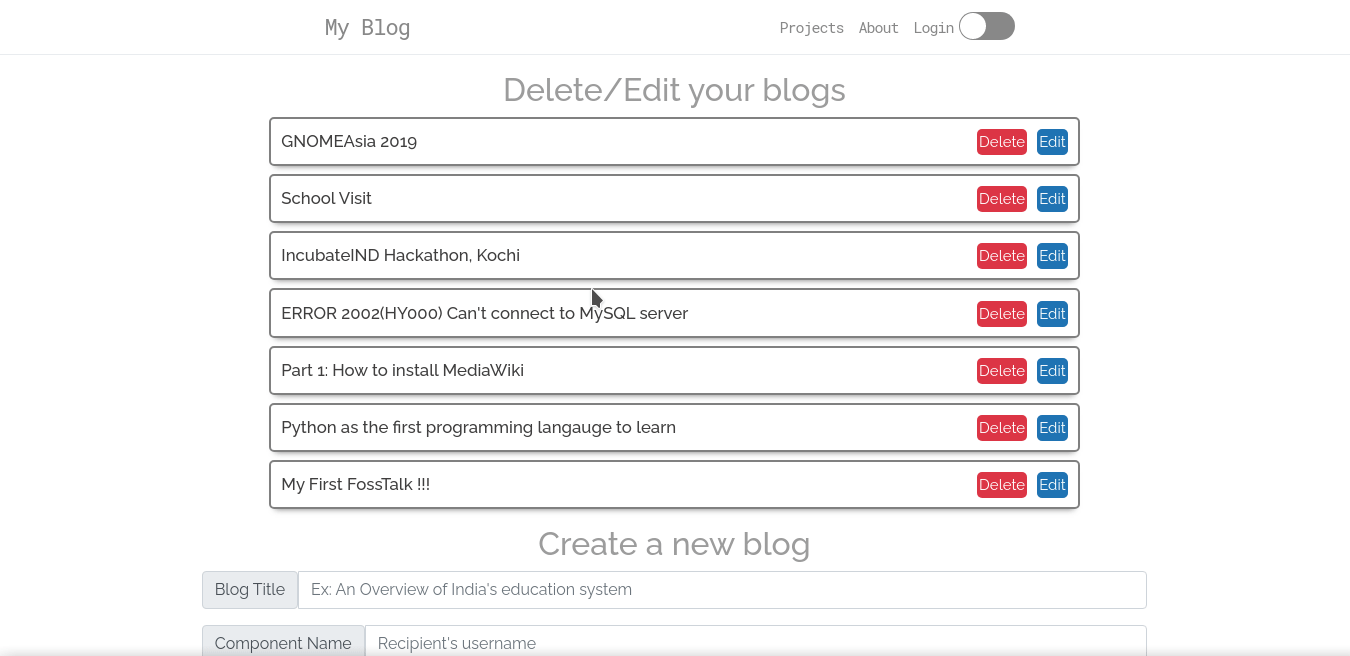 My Blog Projects About Login
Delete/Edit your blogs
GNOMEAsia 2019 Delete Edit
School Visit Delete Edit
IncubateIND Hackathon, Kochi Delete Edit
ERROR 2002(HY000) Can't connect to MySQL server Delete Edit
Part 1: How to install MediaWiki Delete Edit
Python as the first programming langauge to learn Delete Edit
My First FossTalk !!! Delete Edit
Create a new blog
Blog Title Ex: An Overview of India's education system
Component Name Recipient's username